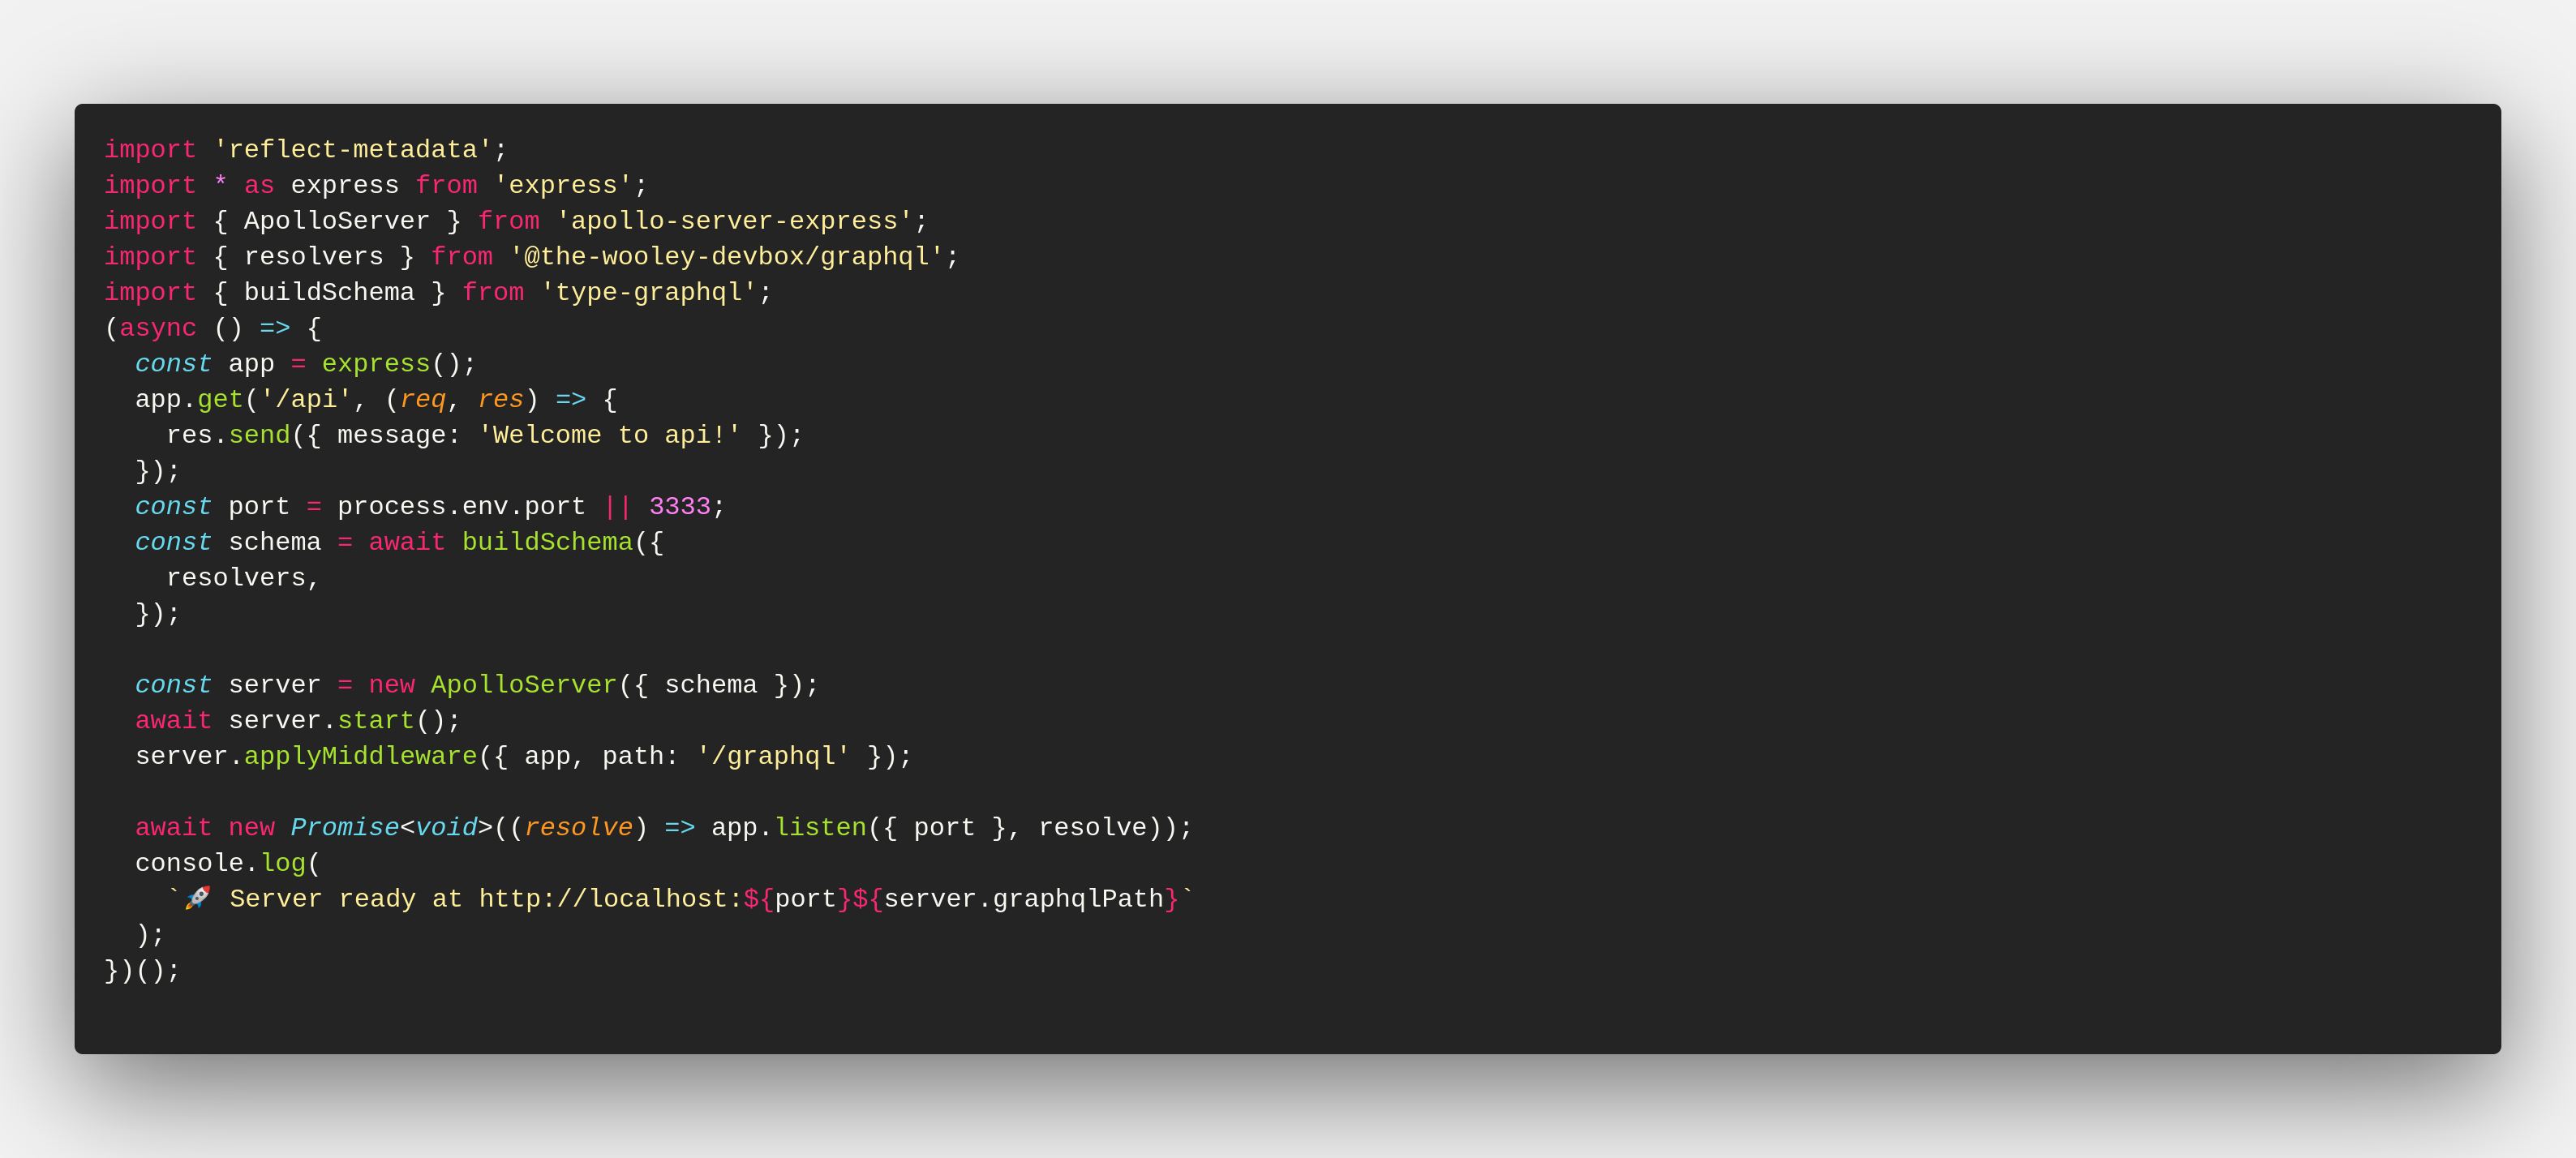 import 'reflect-metadata';
import * as express from 'express';
import { ApolloServer } from 'apollo-server-express';
import { resolvers } from '@the-wooley-devbox/graphql';
import { buildSchema } from 'type-graphql';
(async () => {
  const app = express();
  app.get('/api', (req, res) => {
    res.send({ message: 'Welcome to api!' });
  });
  const port = process.env.port || 3333;
  const schema = await buildSchema({
    resolvers,
  });

  const server = new ApolloServer({ schema });
  await server.start();
  server.applyMiddleware({ app, path: '/graphql' });

  await new Promise<void>((resolve) => app.listen({ port }, resolve));
  console.log(
    `🚀 Server ready at http://localhost:${port}${server.graphqlPath}`
  );
})();